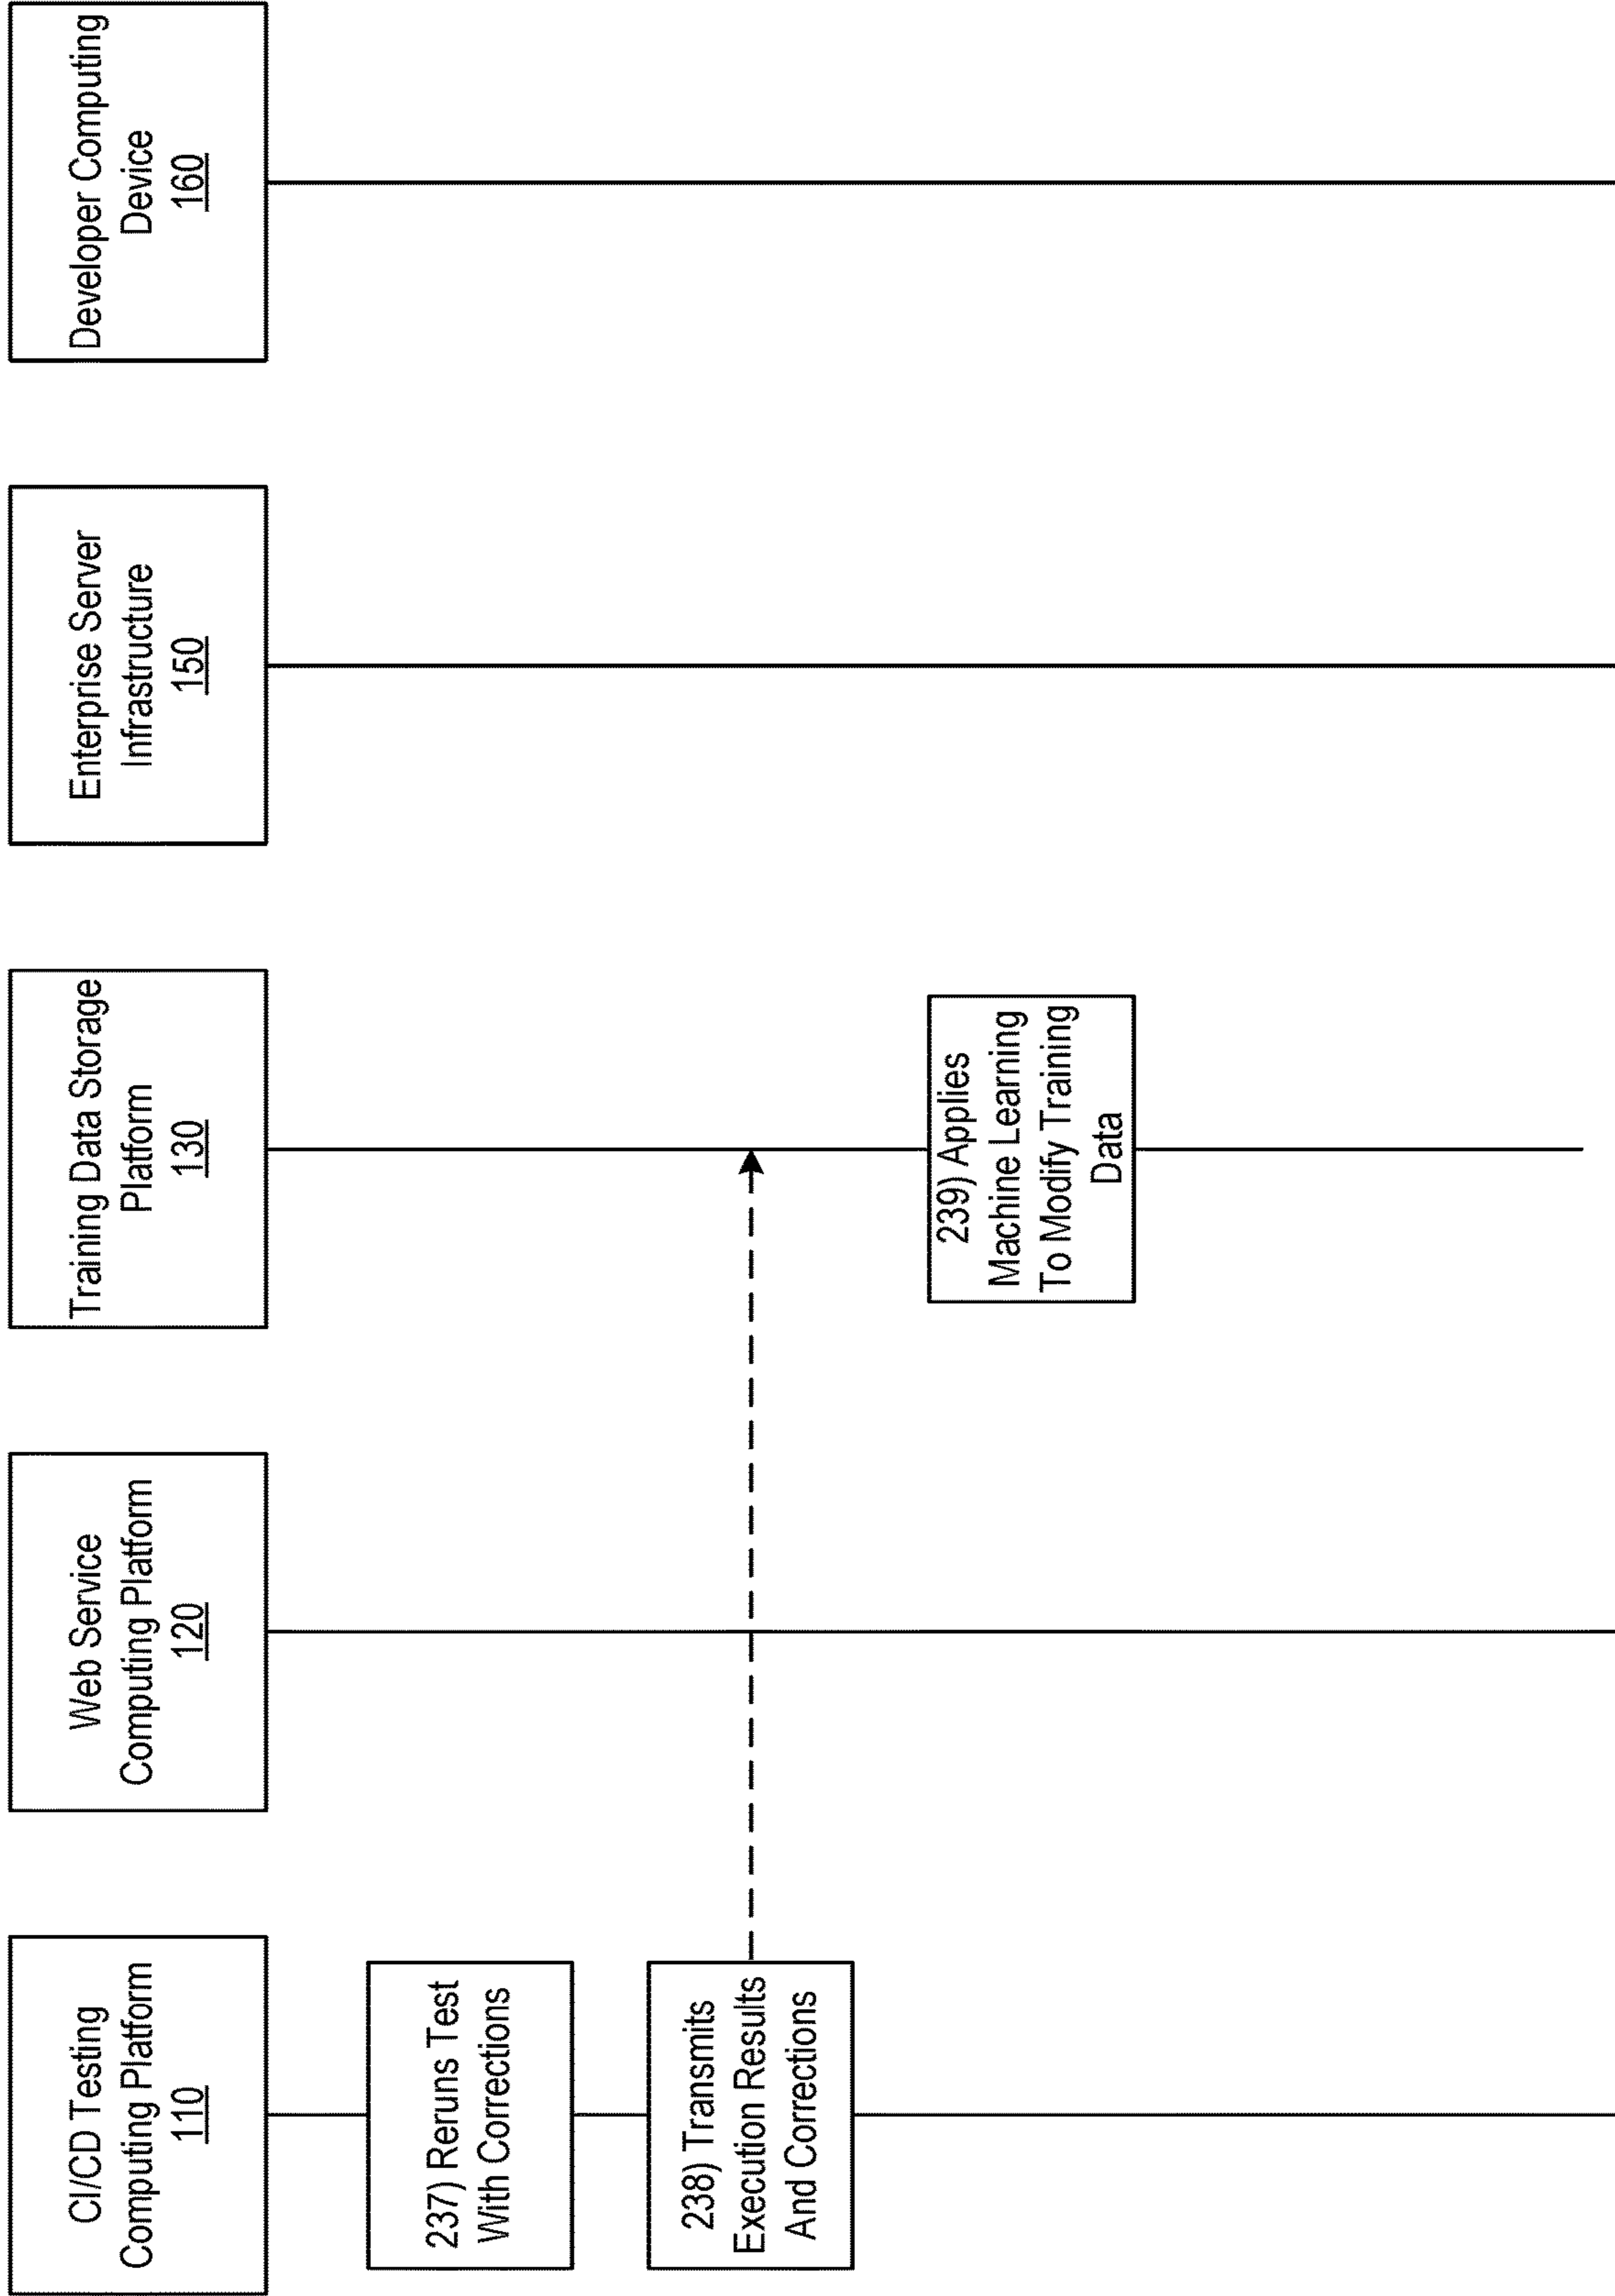 CI/CD Testing
Computing Platform
110
Web Service
Computing Platform
120
Training Data Storage
Platform
130
Enterprise Server
Infrastructure
150
Developer Computing
Device
160
237) Reruns Test
With Corrections
238) Transmits
Execution Results
And Corrections
239) Applies
Machine Learning
To Modify Training
Data